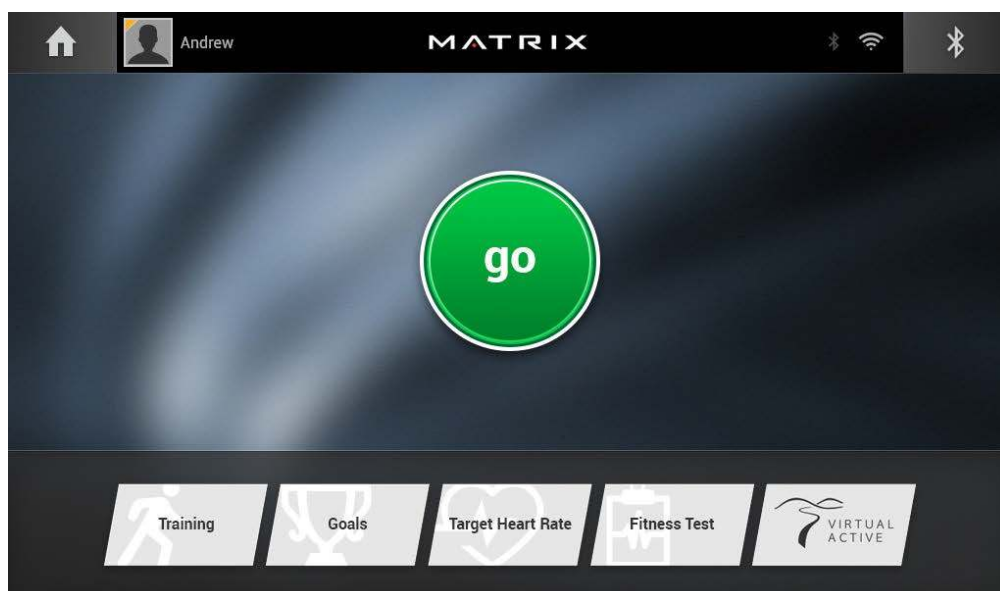 Andrew
MATRIX
go
Training
Goals
Target Heart Rate
Fitness Test
VIRTUAL
ACTIVE